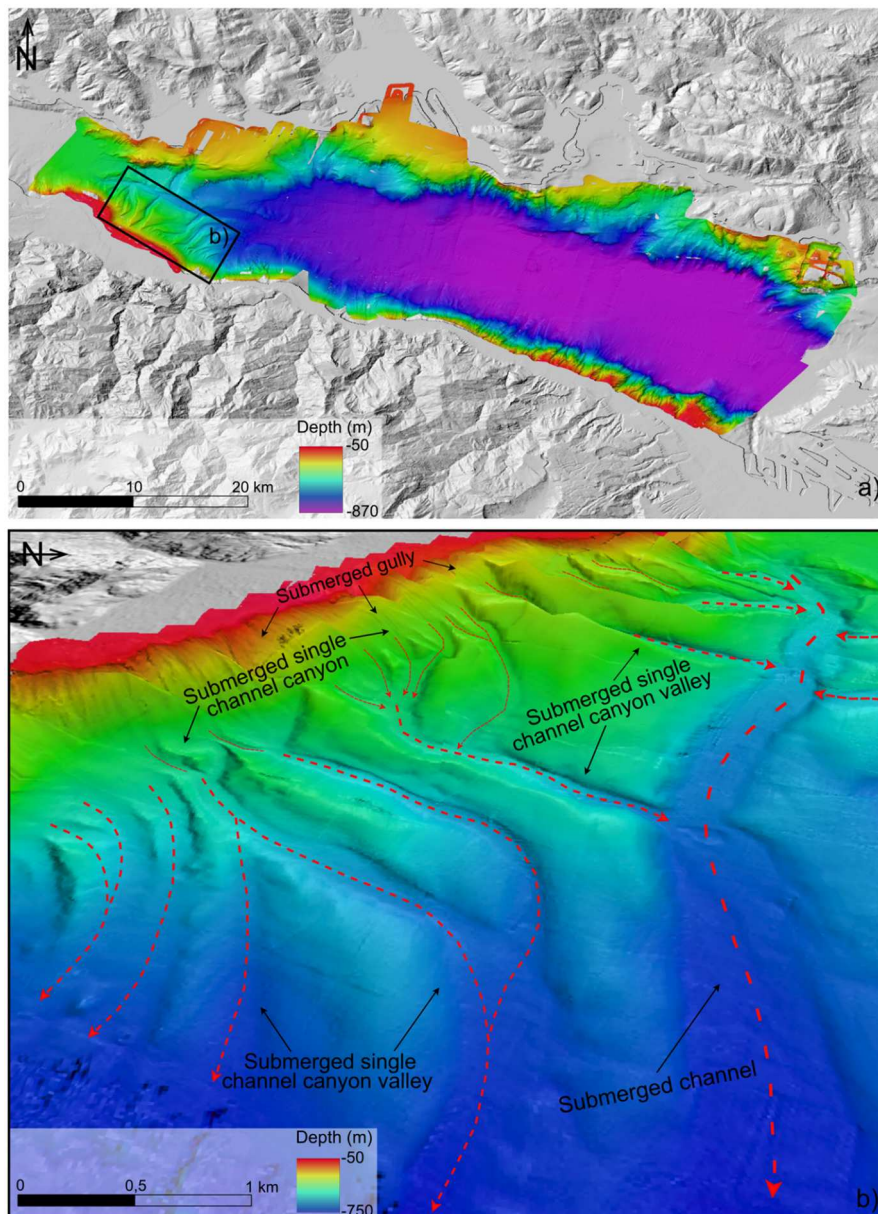 N
b)
Depth (m)
-50
-870
0 10 20 km
a)
N
Submerged gully
Submerged single
channel canyon
Submerged single
channel canyon valley
Submerged single
channel canyon valley
Submerged channel
Depth (m)
-50
-750
0 0,5 1 km
b)